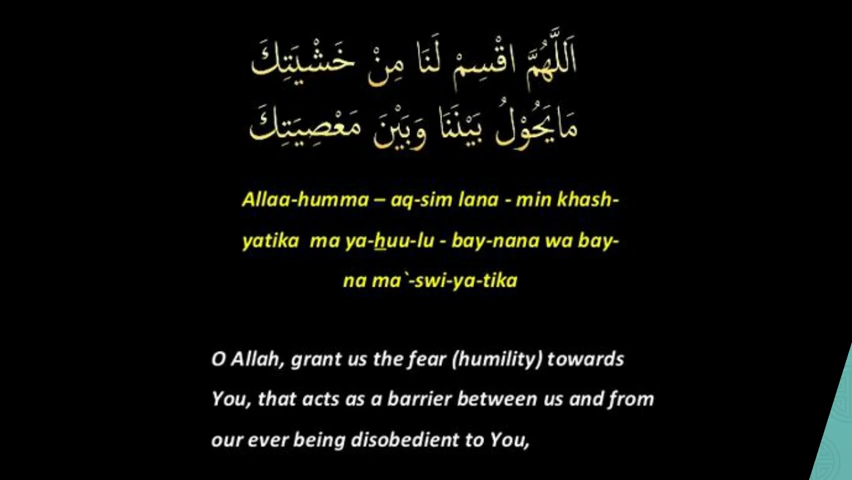 اَللَّهُمَّ اقْسِمْ لَنَا مِنْ خَشْيَتِكَ
مَايَحُوْلُ بَيْنَنَا وَبَيْنَ مَعْصِيَتِكَ
Allaa-humma – aq-sim lana - min khash-
yatika ma ya-huu-lu - bay-nana wa bay-
na ma`-swi-ya-tika
O Allah, grant us the fear (humility) towards
You, that acts as a barrier between us and from
our ever being disobedient to You,